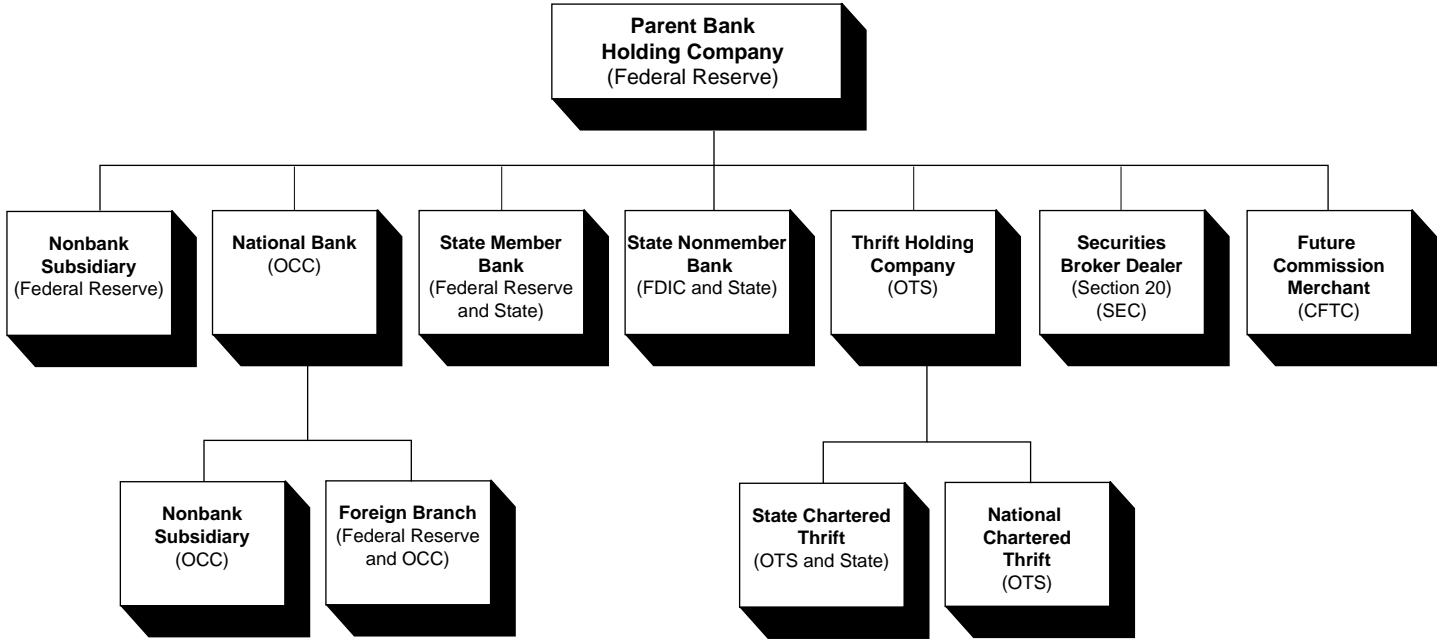 Parent Bank
Holding Company
(Federal Reserve)
Nonbank
Subsidiary
(Federal Reserve)
National Bank
(OCC)
State Member
Bank
(Federal Reserve
and State)
State Nonmember
Bank
(FDIC and State)
Thrift Holding
Company
(OTS)
Securities
Broker Dealer
(Section 20)
(SEC)
Future
Commission
Merchant
(CFTC)
Nonbank
Subsidiary
(OCC)
Foreign Branch
(Federal Reserve
and OCC)
State Chartered
Thrift
(OTS and State)
National
Chartered
Thrift
(OTS)